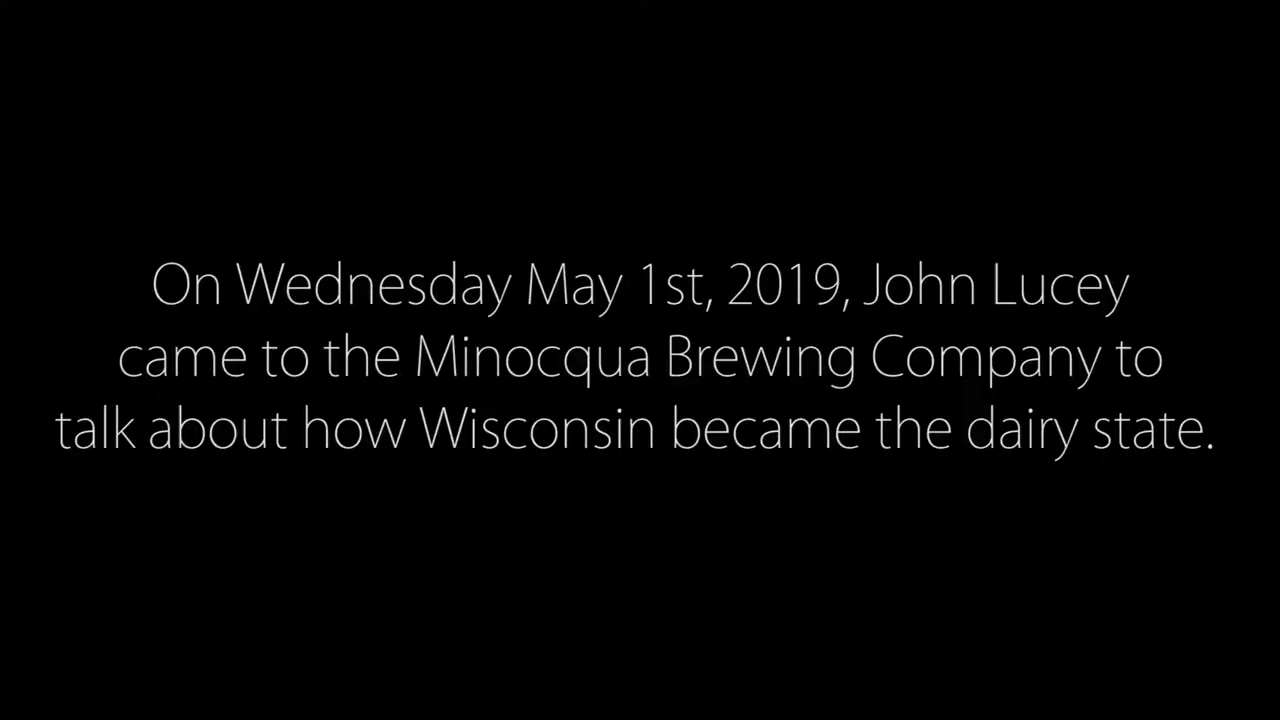 On Wednesday May 1st, 2019, John Lucey
came to the Minocqua Brewing Company to
talk about how Wisconsin became the dairy state.